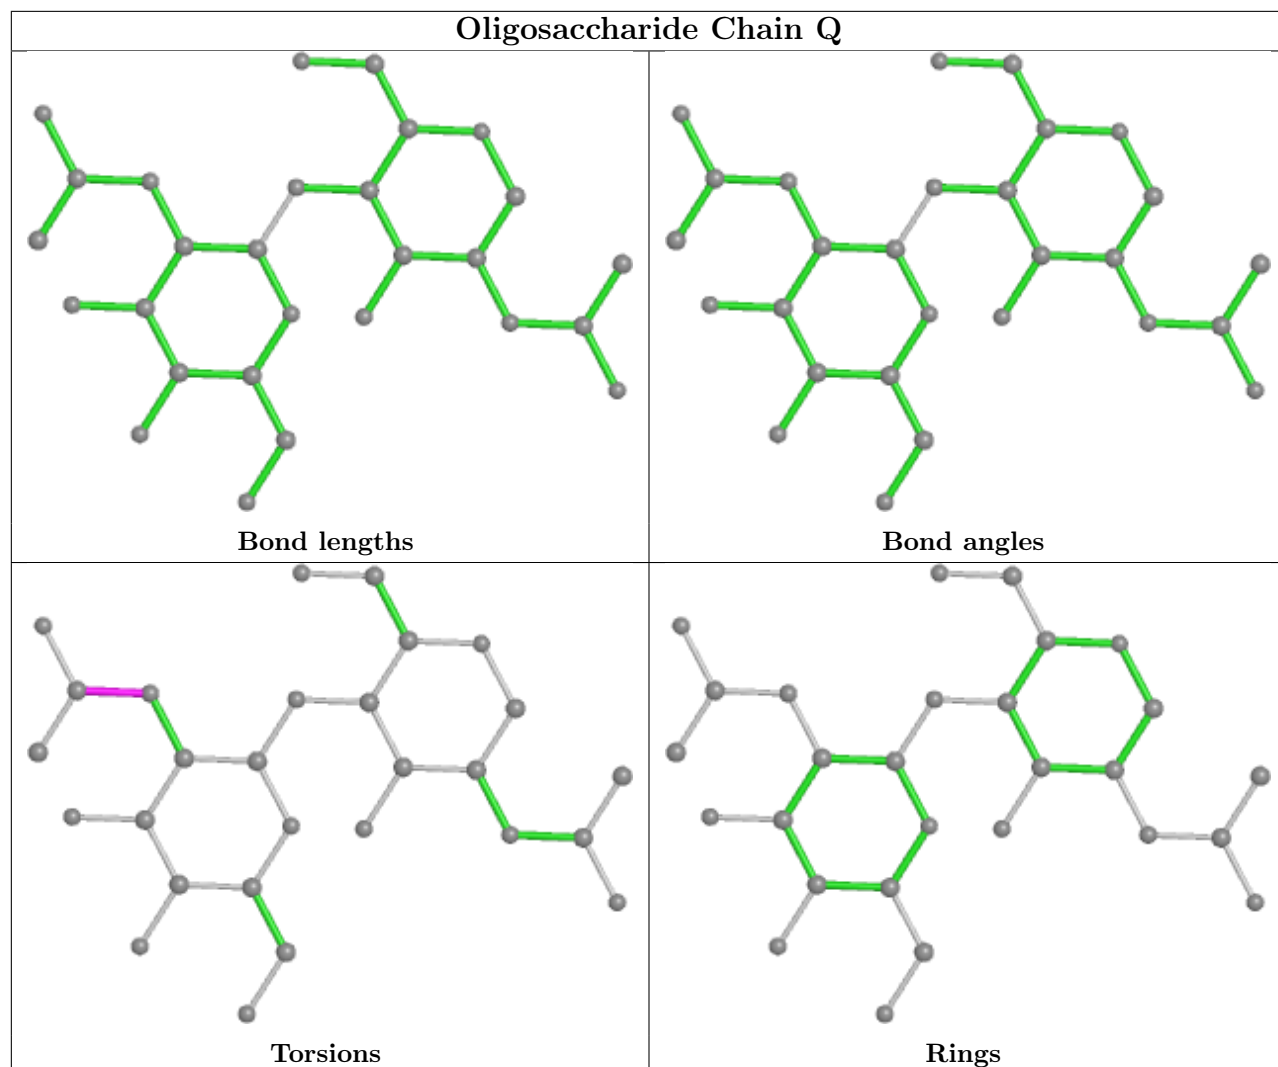 Oligosaccharide Chain Q
Bond lengths
Bond angles
Torsions
Rings